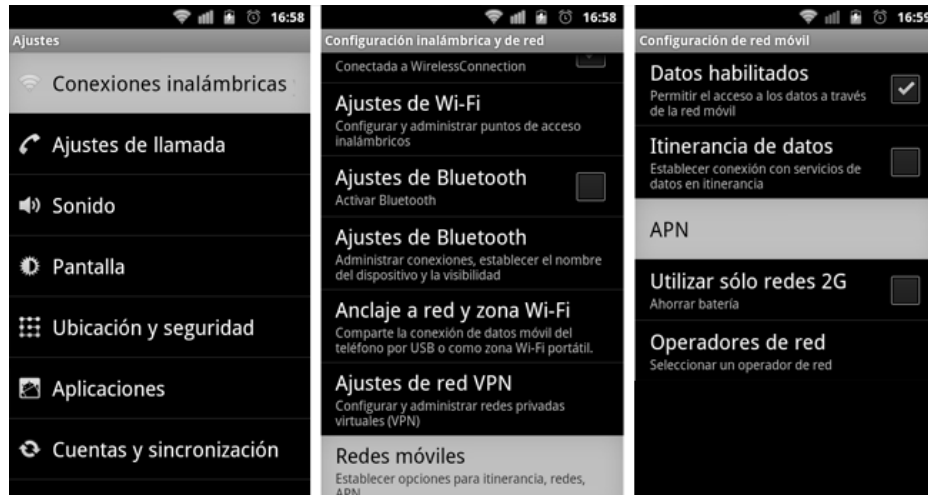 16:58
Ajustes
Conexiones inalámbricas
Ajustes de llamada
Sonido
Pantalla
Ubicación y seguridad
Aplicaciones
Cuentas y sincronización
16:58
Configuración inalámbrica y de red
Conectada a WirelessConnection
Ajustes de Wi-Fi
Configurar y administrar puntos de acceso
inalámbricos
Ajustes de Bluetooth
Activar Bluetooth
Ajustes de Bluetooth
Administrar conexiones, establecer el nombre
del dispositivo y la visibilidad
Anclaje a red y zona Wi-Fi
Comparte la conexión de datos móvil del
teléfono por USB o como zona Wi-Fi portátil.
Ajustes de red VPN
Configurar y administrar redes privadas
virtuales (VPN)
Redes móviles
Establecer opciones para itinerancia, redes,
APN
16:59
Configuración de red móvil
Datos habilitados
Permitir el acceso a los datos a través
de la red móvil
Itinerancia de datos
Establecer conexión con servicios de
datos en itinerancia
APN
Utilizar sólo redes 2G
Ahorrar batería
Operadores de red
Seleccionar un operador de red